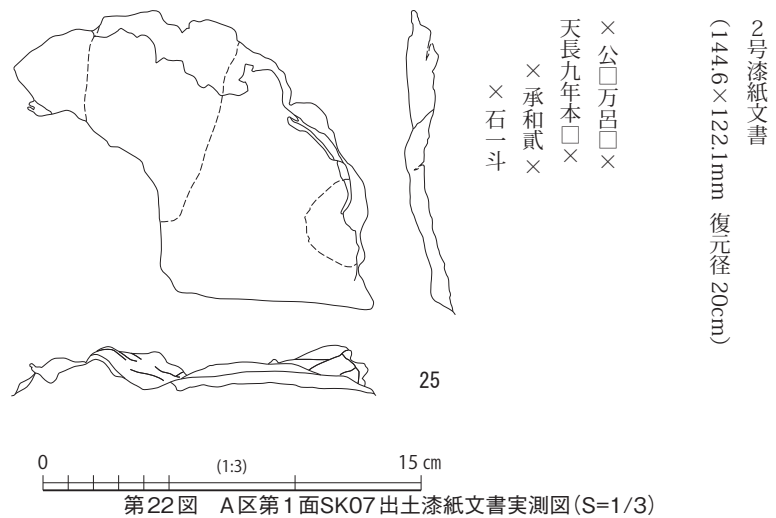 2号漆紙文書
(144.6×122.1mm 復元径 20cm)
× 公□万呂□ ×
天長九年本□ ×
× 承和貳 ×
× 石一斗
25
0 (1:3) 15 cm
第22図 A区第1面SK07出土漆紙文書実測図(S=1/3)